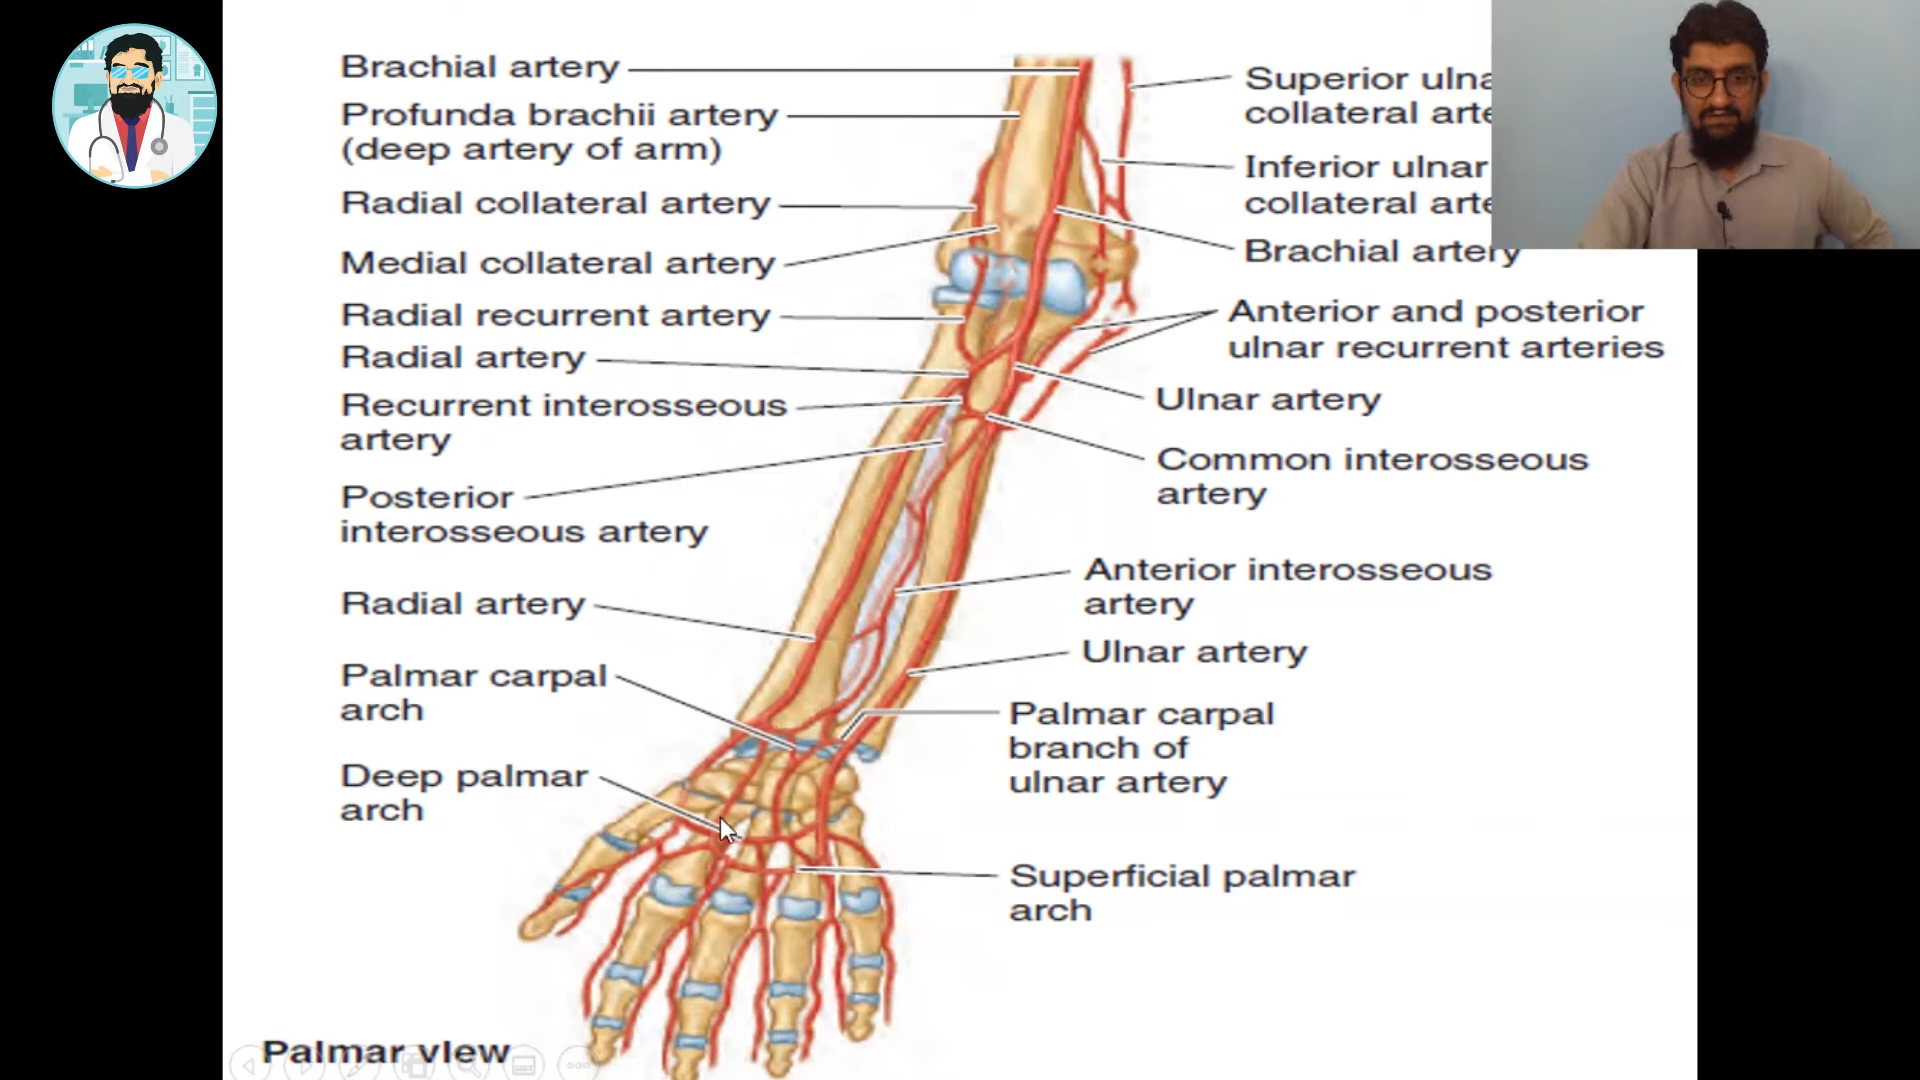 Brachial artery
Profunda brachii artery
(deep artery of arm)
Radial collateral artery
Medial collateral artery
Radial recurrent artery
Radial artery
Recurrent interosseous
artery
Posterior
interosseous artery
Radial artery
Palmar carpal
arch
Deep palmar
arch
Superior ulna
collateral arte
Inferior ulnar
collateral arte
Brachial artery
Anterior and posterior
ulnar recurrent arteries
Ulnar artery
Common interosseous
artery
Anterior interosseous
artery
Ulnar artery
Palmar carpal
branch of
ulnar artery
Superficial palmar
arch
Palmar view